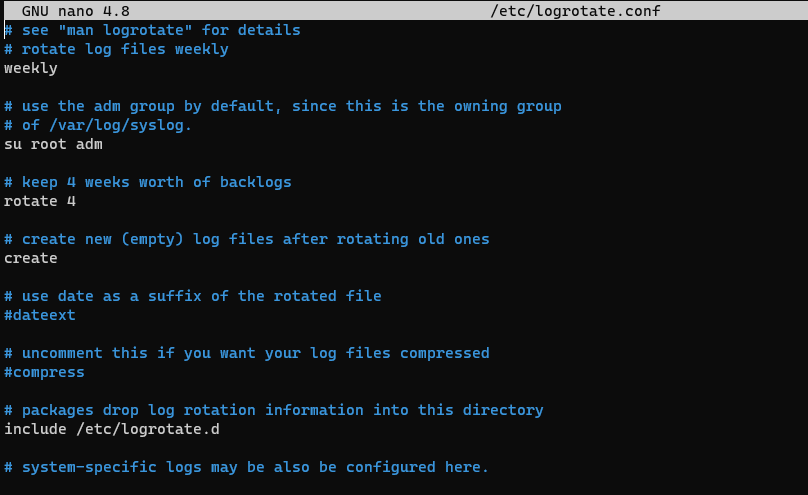 GNU nano 4.8 /etc/logrotate.conf
# see "man logrotate" for details
# rotate log files weekly
weekly
# use the adm group by default, since this is the owning group
# of /var/log/syslog.
su root adm
# keep 4 weeks worth of backlogs
rotate 4
# create new (empty) log files after rotating old ones
create
# use date as a suffix of the rotated file
#dateext
# uncomment this if you want your log files compressed
#compress
# packages drop log rotation information into this directory
include /etc/logrotate.d
# system-specific logs may be also be configured here.